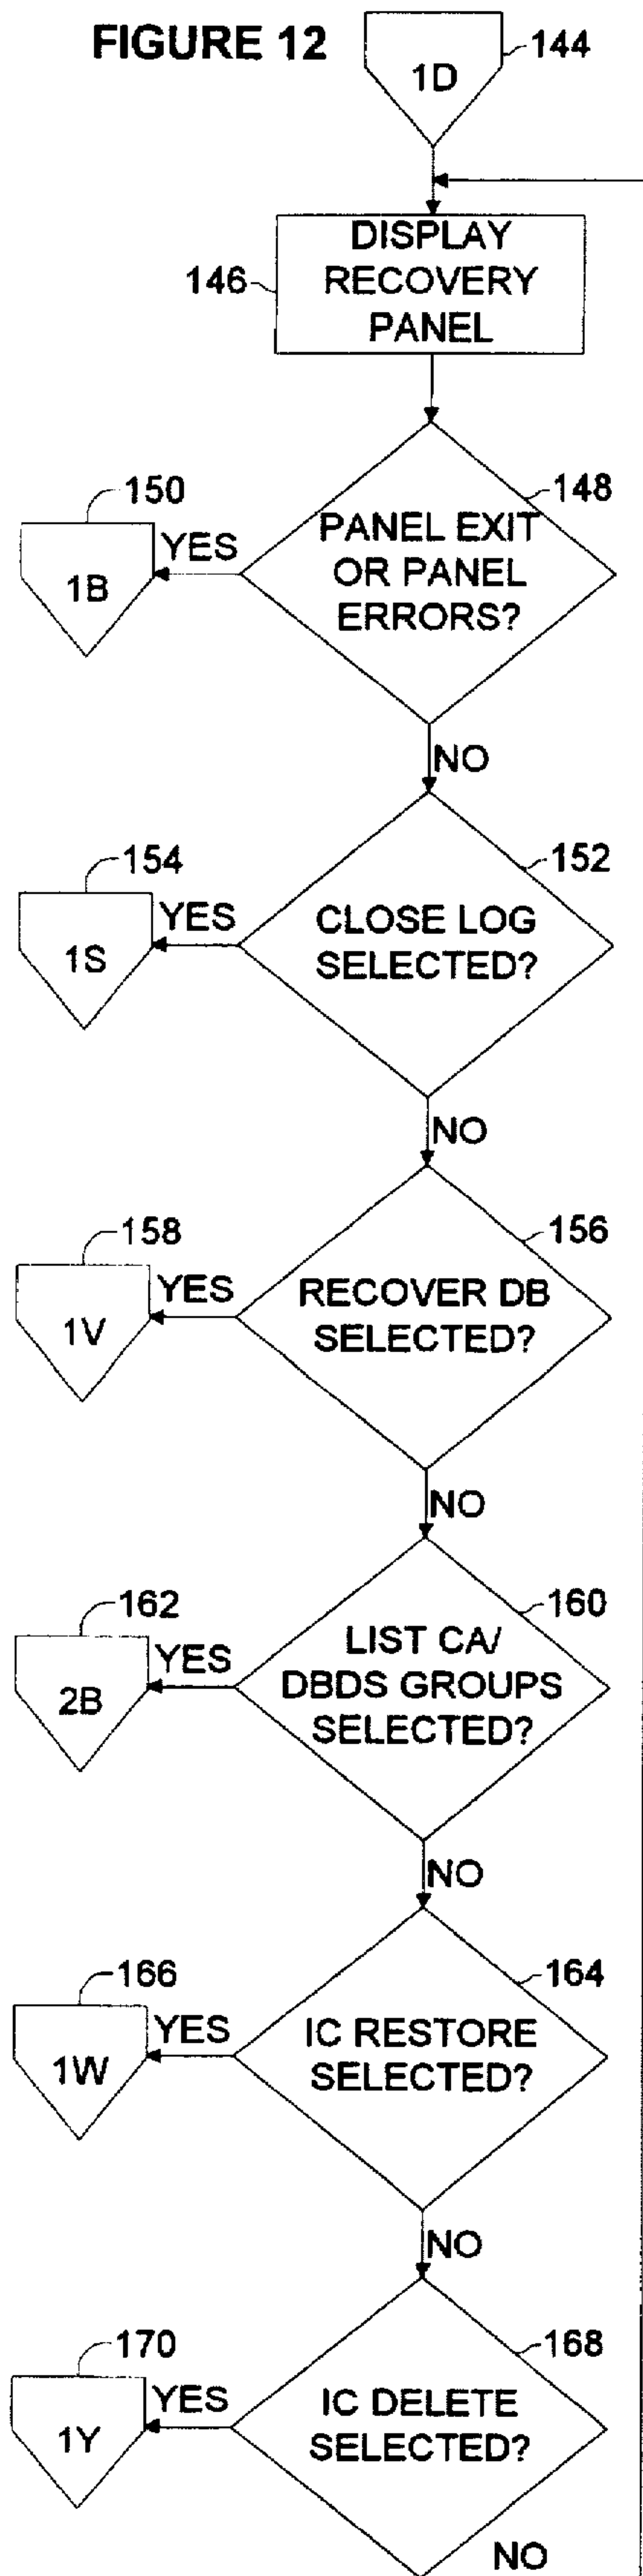 FIGURE 12
1D
144
146
DISPLAY
RECOVERY
PANEL
148
PANEL EXIT
OR PANEL
ERRORS?
150
YES
1B
NO
152
CLOSE LOG
SELECTED?
154
YES
1S
NO
156
RECOVER DB
SELECTED?
158
YES
1V
NO
160
LIST CA/
DBDS GROUPS
SELECTED?
162
YES
2B
NO
164
IC RESTORE
SELECTED?
166
YES
1W
NO
168
IC DELETE
SELECTED?
170
YES
1Y
NO